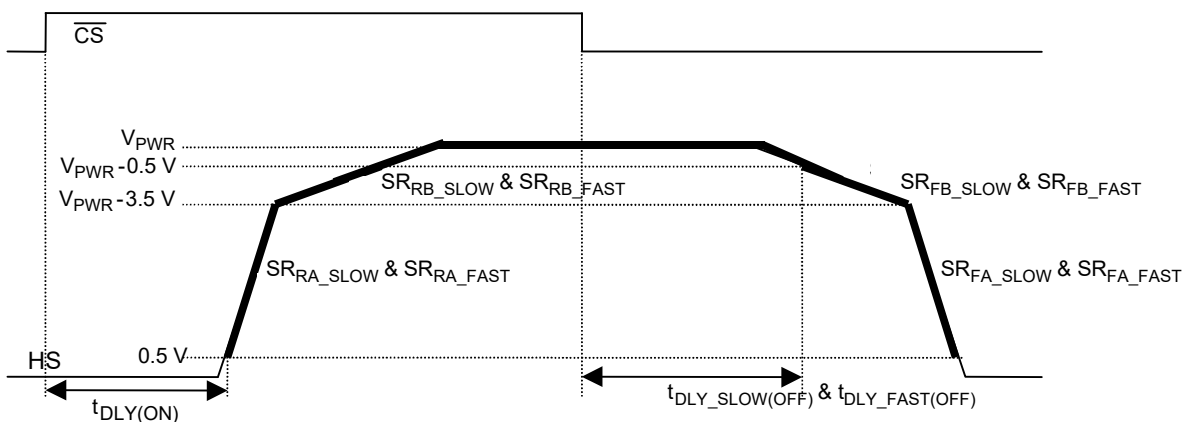 CS
VPWR
VPWR-0.5 V
VPWR-3.5 V
SRRB_SLOW & SRRB_FAST
SRFB_SLOW & SRFB_FAST
SRRA_SLOW & SRRA_FAST
SRFA_SLOW & SRFA_FAST
0.5 V
HS
tDLY(ON)
tDLY_SLOW(OFF) & tDLY_FAST(OFF)